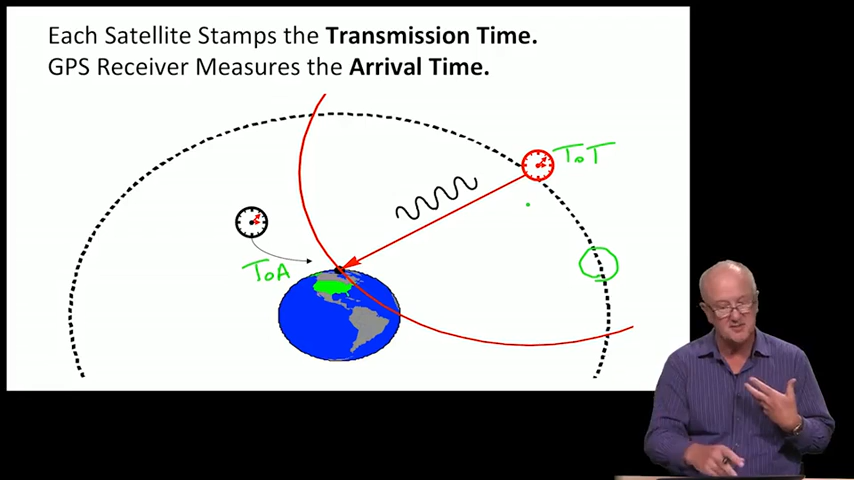 Each Satellite Stamps the Transmission Time.
GPS Receiver Measures the Arrival Time.
ToT
ToA